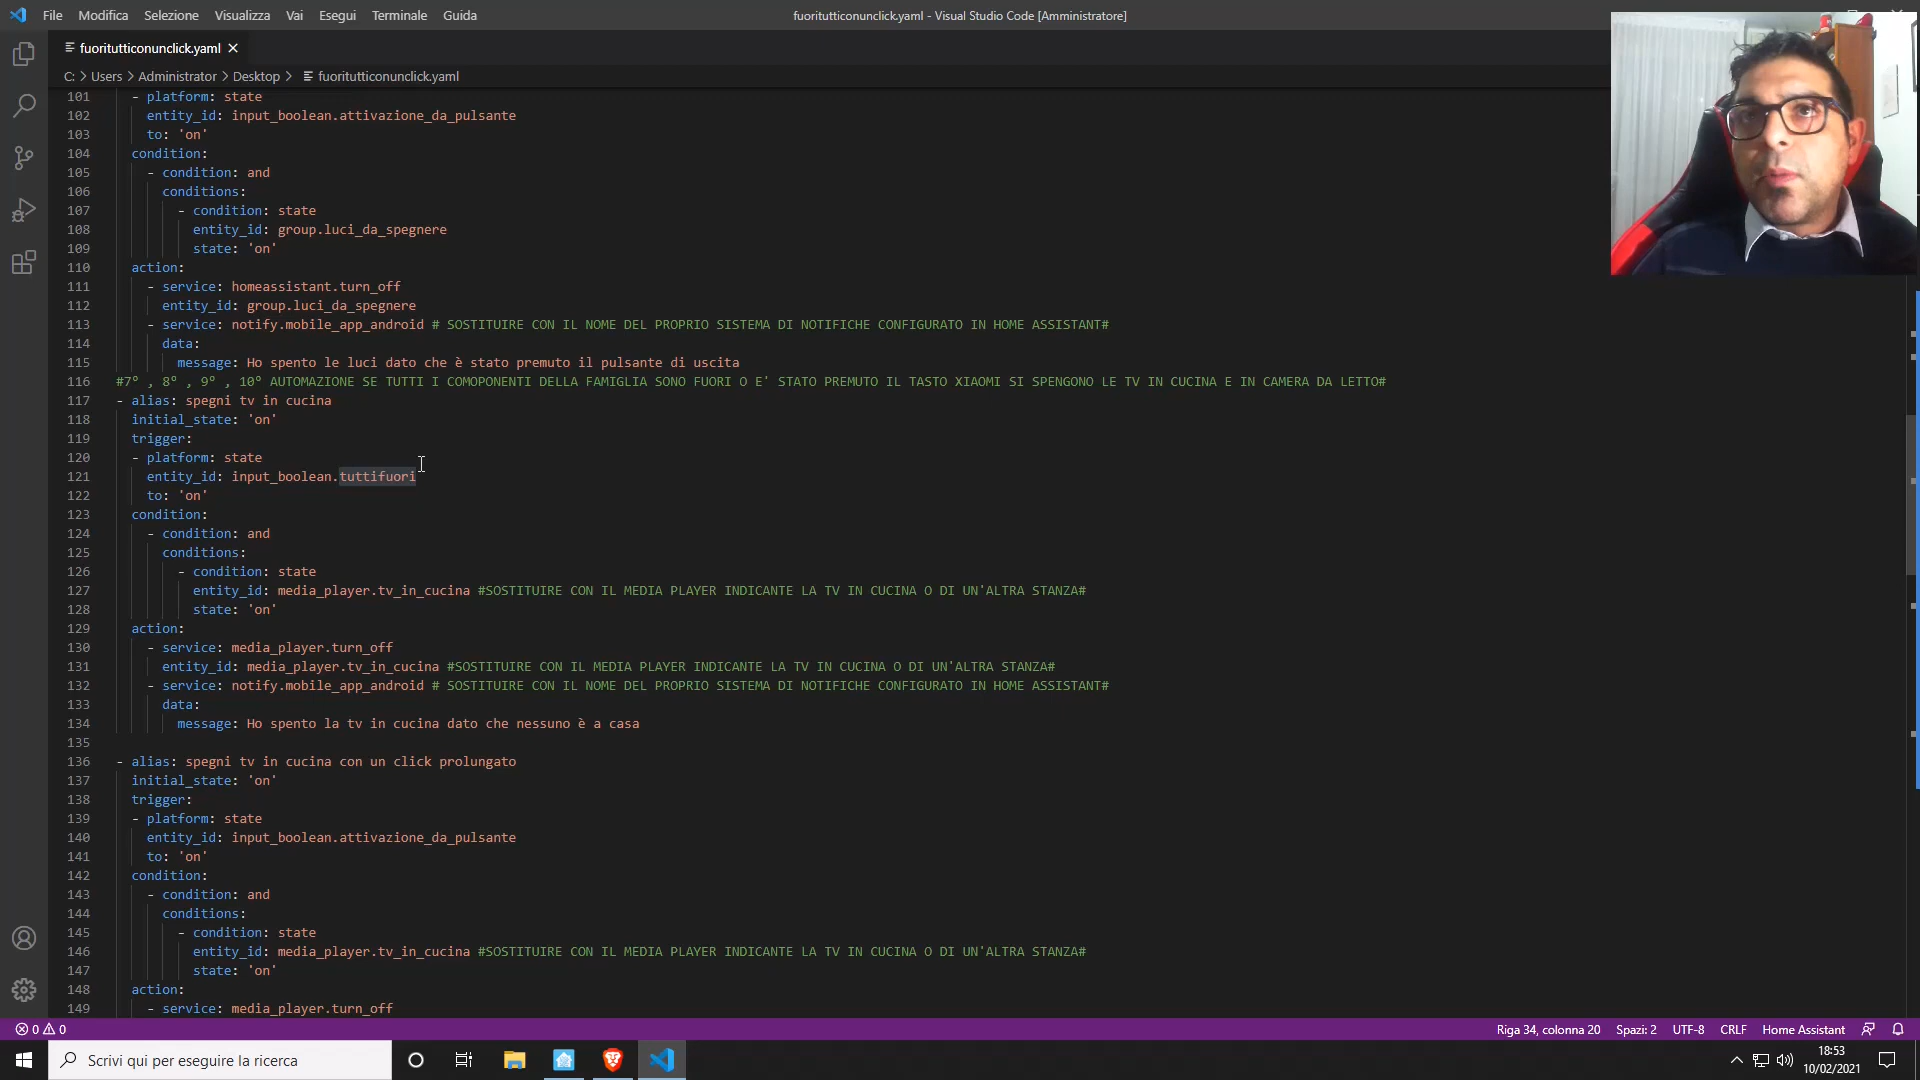 File Modifica Selezione Visualizza Vai Esegui Terminale Guida fuoritutticonunclick.yaml - Visual Studio Code [Amministratore]
fuoritutticonunclick.yaml
C: > Users > Administrator > Desktop > fuoritutticonunclick.yaml
101 - platform: state
102 entity_id: input_boolean.attivazione_da_pulsante
103 to: 'on'
104 condition:
105 - condition: and
106 conditions:
107 - condition: state
108 entity_id: group.luci_da_spegnere
109 state: 'on'
110 action:
111 - service: homeassistant.turn_off
112 entity_id: group.luci_da_spegnere
113 - service: notify.mobile_app_android # SOSTITUIRE CON IL NOME DEL PROPRIO SISTEMA DI NOTIFICHE CONFIGURATO IN HOME ASSISTANT#
114 data:
115 message: Ho spento le luci dato che è stato premuto il pulsante di uscita
116 #7° , 8° , 9° , 10° AUTOMAZIONE SE TUTTI I COMOPONENTI DELLA FAMIGLIA SONO FUORI O E' STATO PREMUTO IL TASTO XIAOMI SI SPENGONO LE TV IN CUCINA E IN CAMERA DA LETTO#
117 - alias: spegni tv in cucina
118 initial_state: 'on'
119 trigger:
120 - platform: state
121 entity_id: input_boolean.tuttifuori
122 to: 'on'
123 condition:
124 - condition: and
125 conditions:
126 - condition: state
127 entity_id: media_player.tv_in_cucina #SOSTITUIRE CON IL MEDIA PLAYER INDICANTE LA TV IN CUCINA O DI UN'ALTRA STANZA#
128 state: 'on'
129 action:
130 - service: media_player.turn_off
131 entity_id: media_player.tv_in_cucina #SOSTITUIRE CON IL MEDIA PLAYER INDICANTE LA TV IN CUCINA O DI UN'ALTRA STANZA#
132 - service: notify.mobile_app_android # SOSTITUIRE CON IL NOME DEL PROPRIO SISTEMA DI NOTIFICHE CONFIGURATO IN HOME ASSISTANT#
133 data:
134 message: Ho spento la tv in cucina dato che nessuno è a casa
135
136 - alias: spegni tv in cucina con un click prolungato
137 initial_state: 'on'
138 trigger:
139 - platform: state
140 entity_id: input_boolean.attivazione_da_pulsante
141 to: 'on'
142 condition:
143 - condition: and
144 conditions:
145 - condition: state
146 entity_id: media_player.tv_in_cucina #SOSTITUIRE CON IL MEDIA PLAYER INDICANTE LA TV IN CUCINA O DI UN'ALTRA STANZA#
147 state: 'on'
148 action:
149 - service: media_player.turn_off
0 0 Riga 34, colonna 20 Spazi: 2 UTF-8 CRLF Home Assistant
Scrivi qui per eseguire la ricerca
18:53
10/02/2021